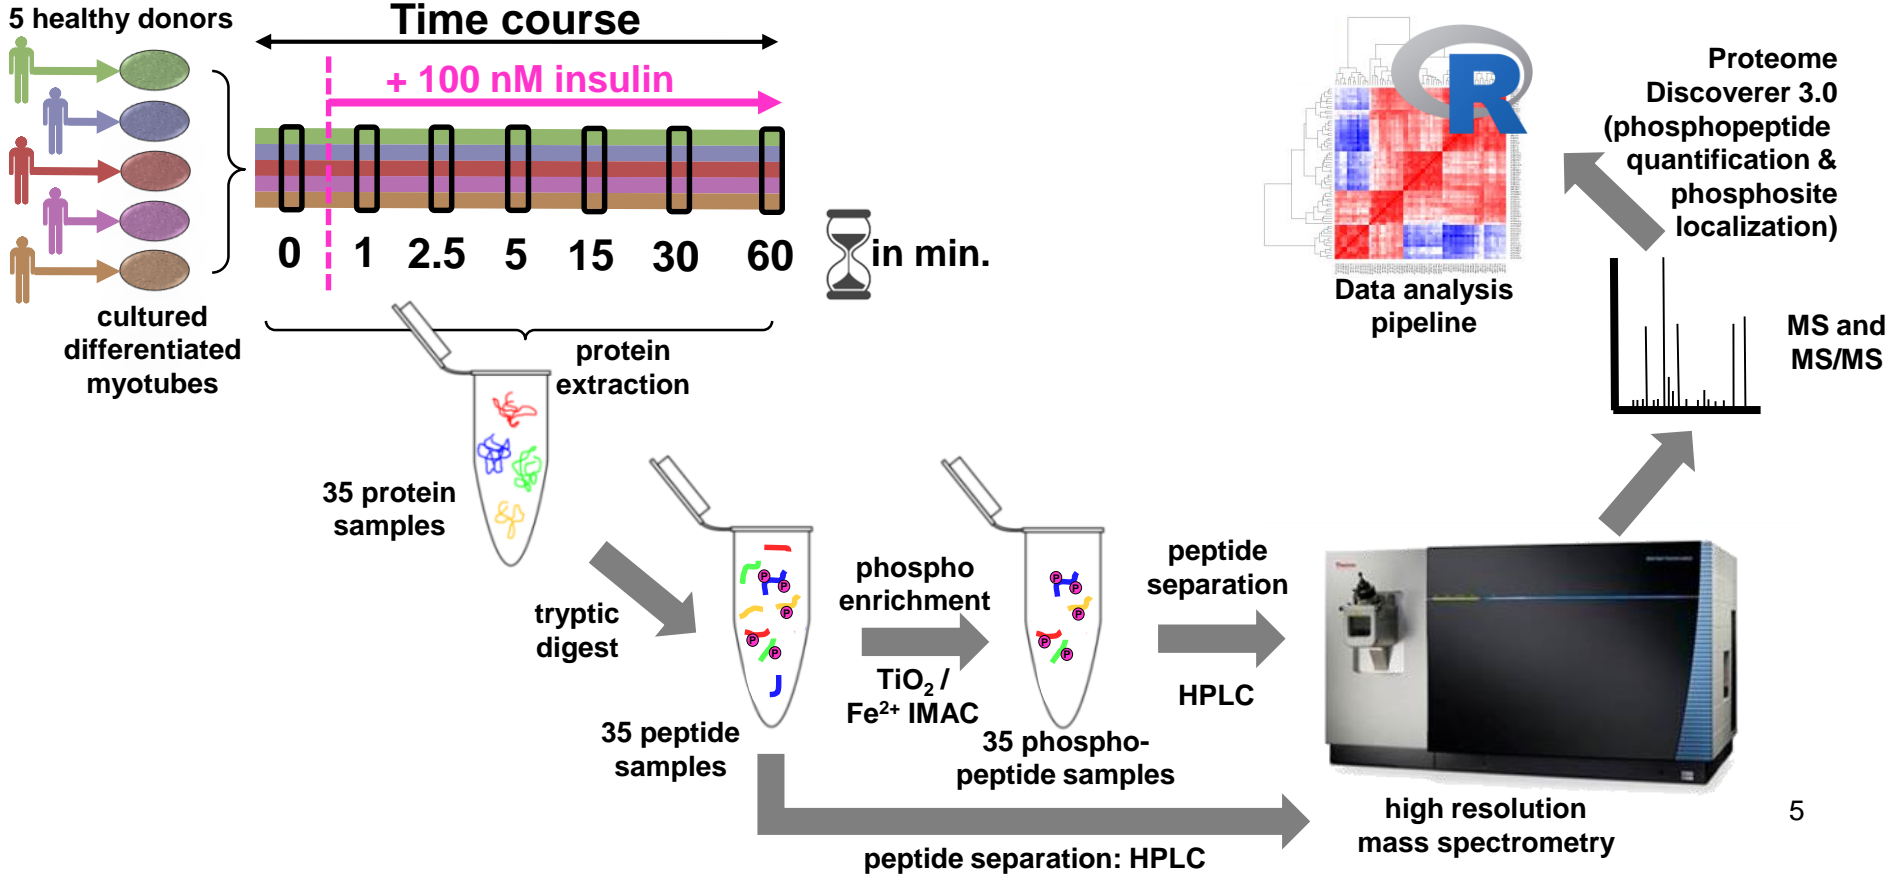 5 healthy donors
Time course
+ 100 nM insulin
0 1 2.5 5 15 30 60 in min.
cultured
differentiated
myotubes
protein
extraction
35 protein
samples
tryptic
digest
35 peptide
samples
P
P
P
P
P
phospho
enrichment
TiO₂ /
Fe²⁺ IMAC
P
P
P
P
P
35 phospho-
peptide samples
peptide
separation
HPLC
peptide separation: HPLC
high resolution
mass spectrometry
MS and
MS/MS
Proteome
Discoverer 3.0
(phosphopeptide
quantification &
phosphosite
localization)
R
Data analysis
pipeline
5